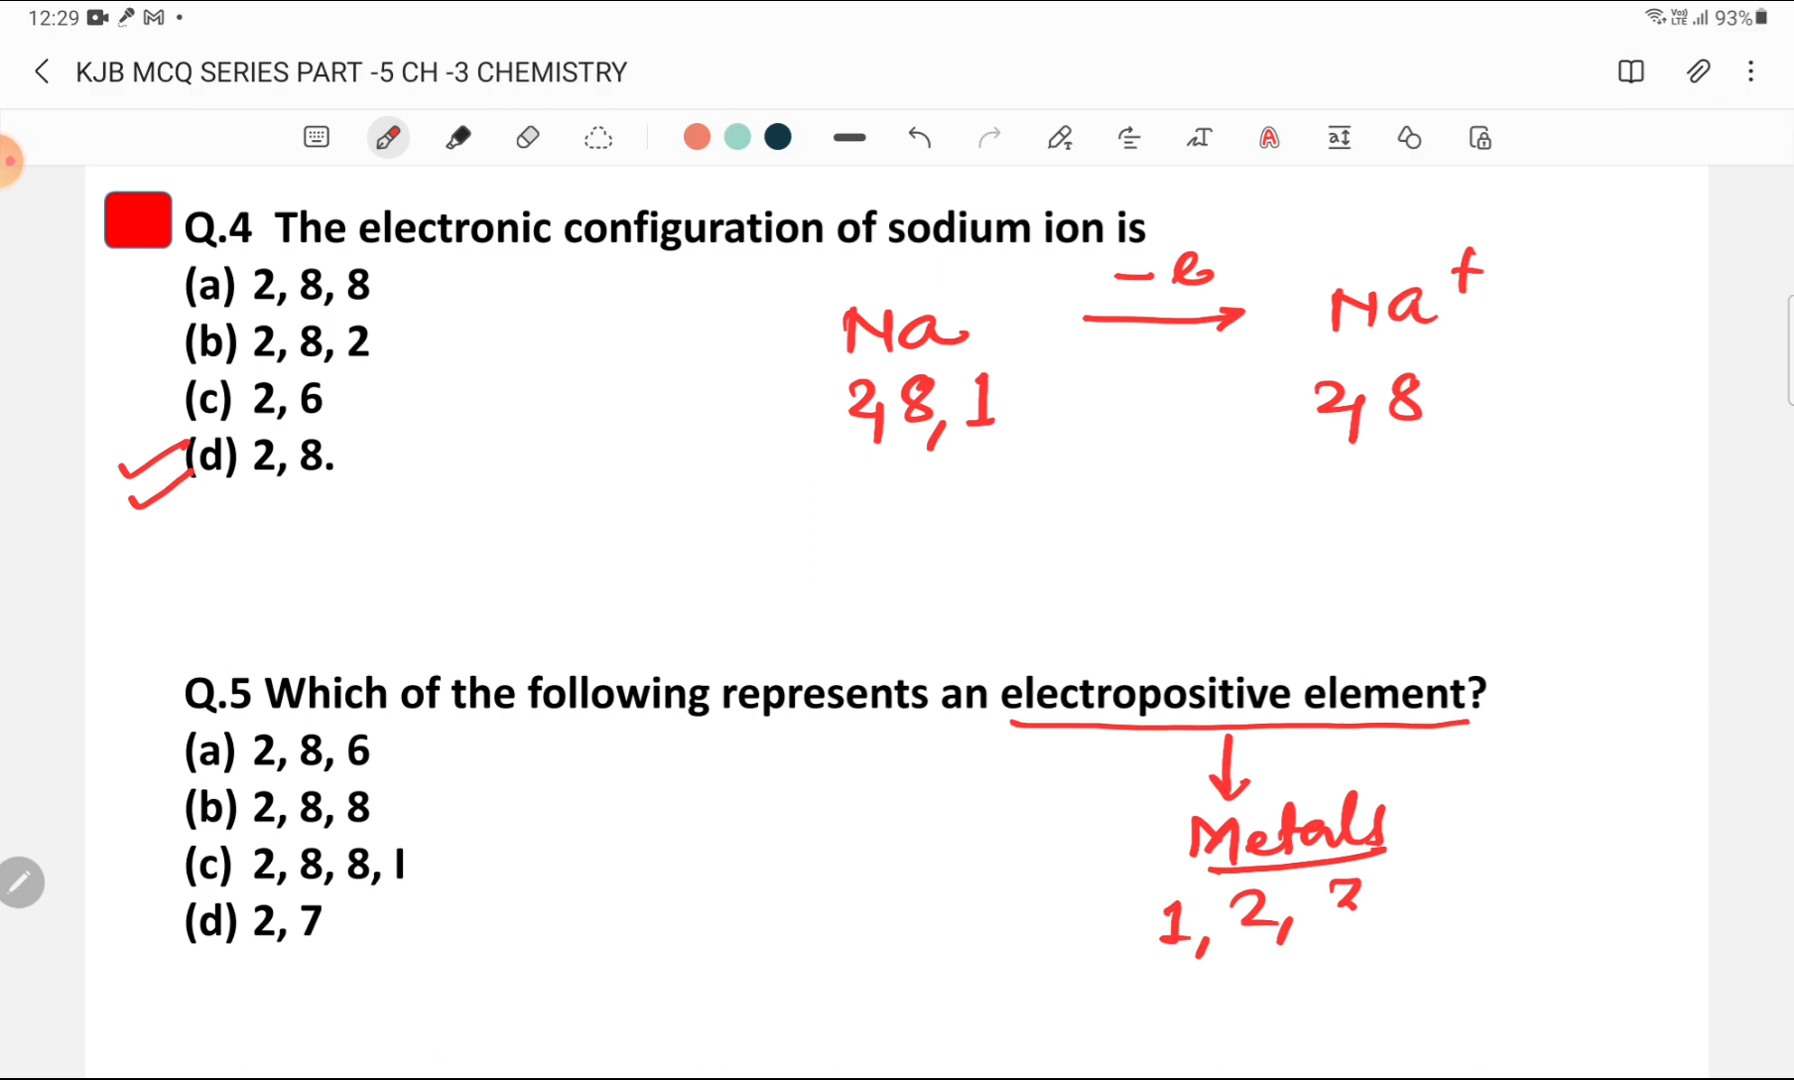 12:29
93%
KJB MCQ SERIES PART -5 CH -3 CHEMISTRY
Q.4 The electronic configuration of sodium ion is
(a) 2, 8, 8
(b) 2, 8, 2
(c) 2, 6
(d) 2, 8.
- e
Na
Na +
2, 8, 1
2, 8
Q.5 Which of the following represents an electropositive element?
(a) 2, 8, 6
(b) 2, 8, 8
(c) 2, 8, 8, I
(d) 2, 7
Metals
1, 2, 3